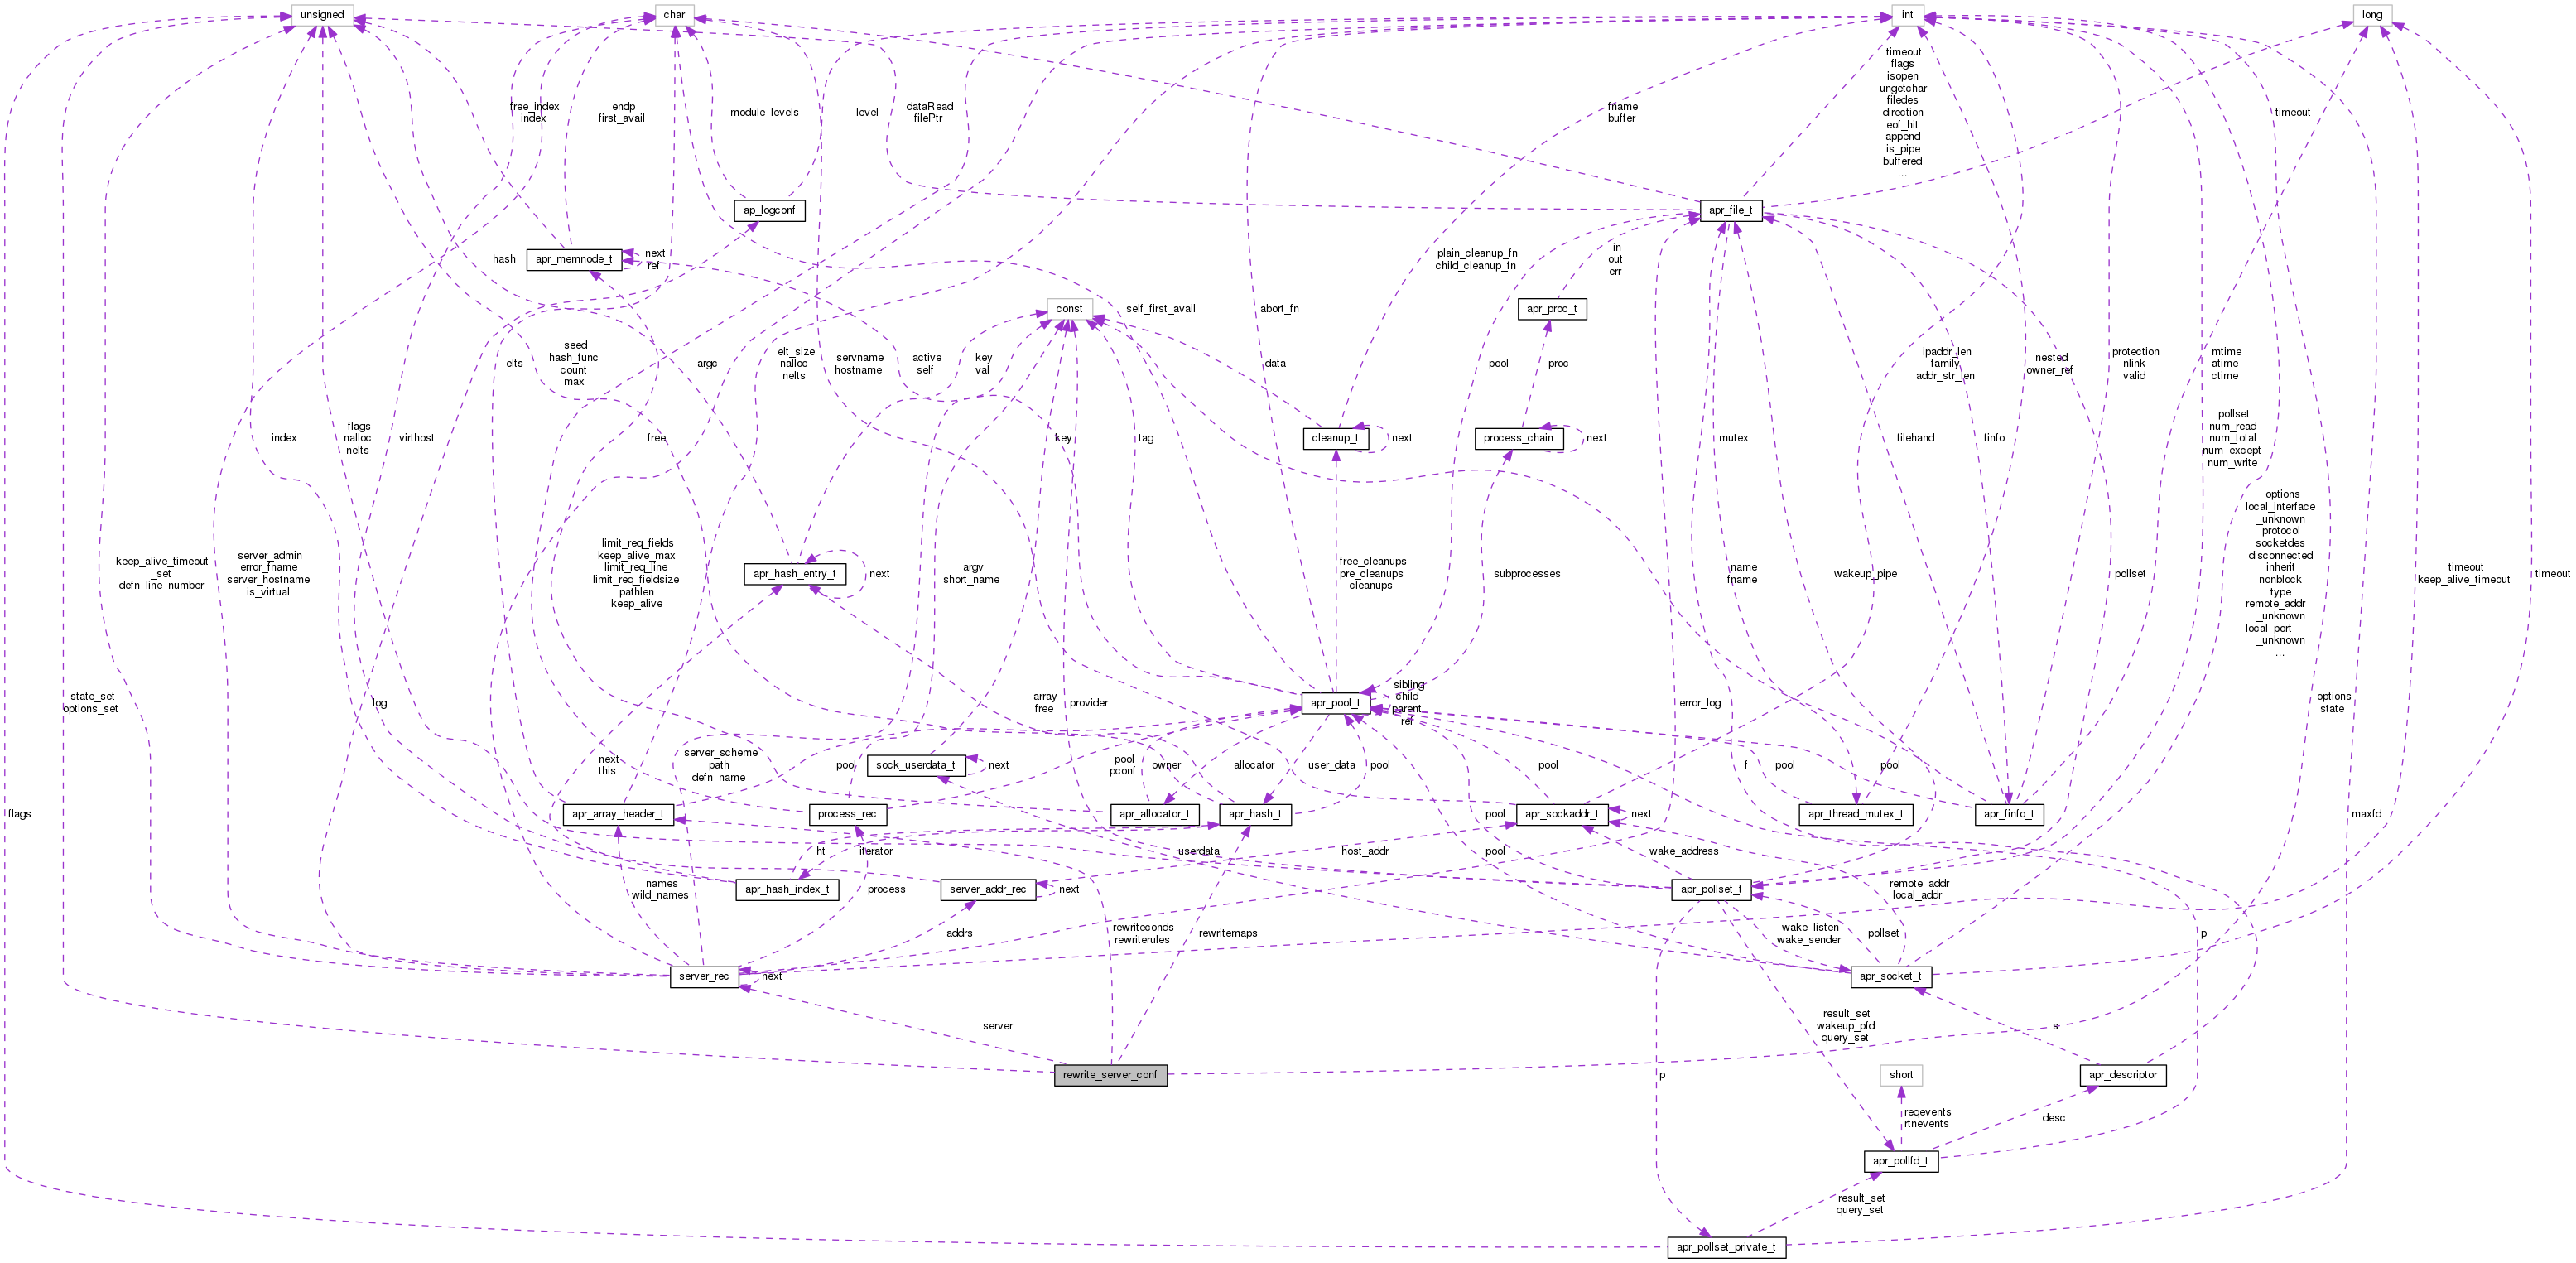 unsigned
char
int
long
free_index
index
endp
first_avail
module_levels
level
dataRead
filePtr
fname
buffer
timeout
flags
isopen
ungetchar
filedes
direction
eof_hit
append
is_pipe
buffered
...
timeout
ap_logconf
apr_file_t
hash
apr_memnode_t
next
ref
plain_cleanup_fn
child_cleanup_fn
in
out
err
const
self_first_avail
abort_fn
apr_proc_t
seed
hash_func
count
max
elts
argc
elt_size
nalloc
nelts
servname
hostname
active
self
key
val
data
pool
proc
ipaddr_len
family
addr_str_len
nested
owner_ref
protection
nlink
valid
mtime
atime
ctime
index
flags
nalloc
nelts
virthost
free
key
tag
cleanup_t
next
process_chain
next
mutex
filehand
finfo
pollset
num_read
num_total
num_except
num_write
keep_alive_timeout
_set
defn_line_number
server_admin
error_fname
server_hostname
is_virtual
limit_req_fields
keep_alive_max
limit_req_line
limit_req_fieldsize
pathlen
keep_alive
apr_hash_entry_t
next
argv
short_name
free_cleanups
pre_cleanups
cleanups
subprocesses
name
fname
wakeup_pipe
pollset
options
local_interface
_unknown
protocol
socketdes
disconnected
inherit
nonblock
type
remote_addr
_unknown
local_port
_unknown
...
timeout
keep_alive_timeout
timeout
state_set
options_set
log
array
free
provider
apr_pool_t
sibling
child
parent
ref
error_log
options
state
next
this
server_scheme
path
defn_name
pool
sock_userdata_t
next
pool
pconf
owner
allocator
user_data
pool
pool
f
pool
pool
flags
apr_array_header_t
process_rec
apr_allocator_t
apr_hash_t
apr_sockaddr_t
next
apr_thread_mutex_t
apr_finfo_t
maxfd
pool
ht
iterator
userdata
pool
host_addr
wake_address
names
wild_names
apr_hash_index_t
process
server_addr_rec
next
apr_pollset_t
remote_addr
local_addr
addrs
rewriteconds
rewriterules
rewritemaps
wake_listen
wake_sender
pollset
p
server_rec
next
apr_socket_t
server
result_set
wakeup_pfd
query_set
s
rewrite_server_conf
p
short
apr_descriptor
reqevents
rtnevents
desc
apr_pollfd_t
result_set
query_set
apr_pollset_private_t